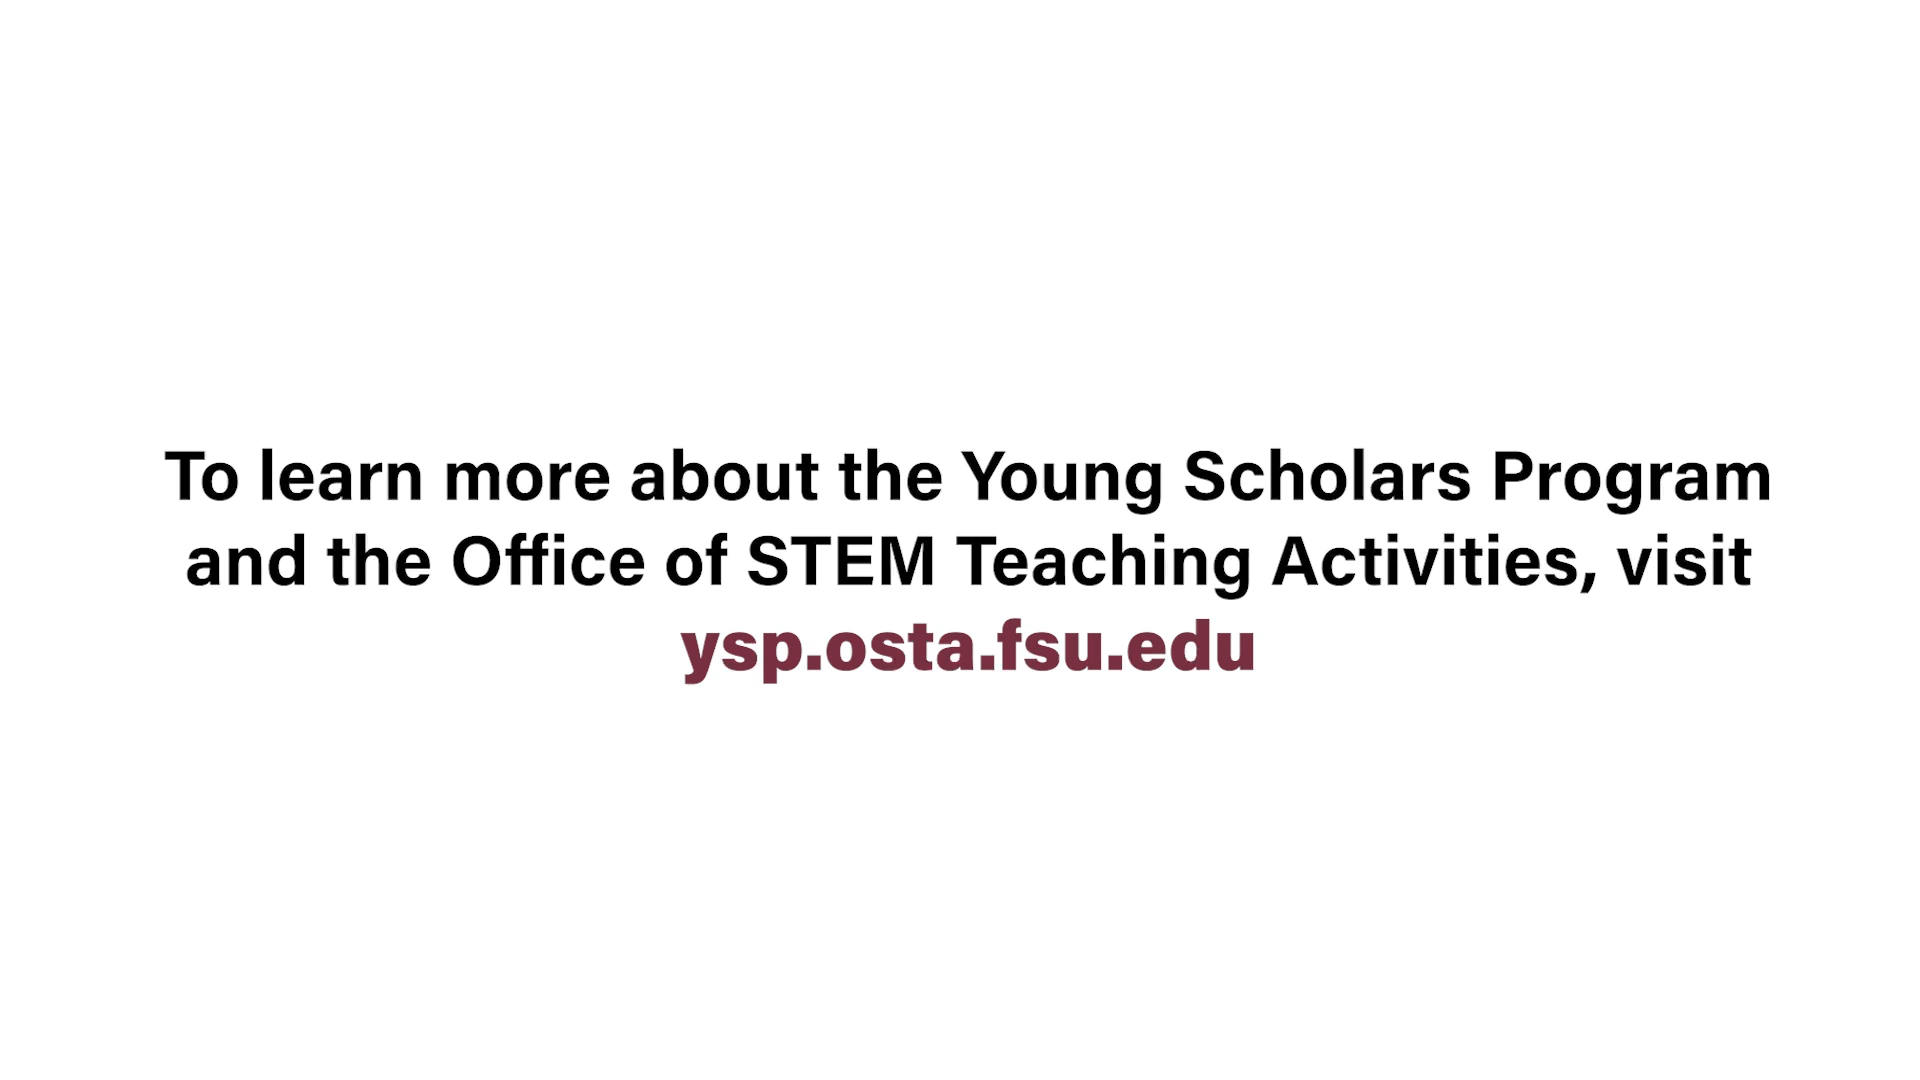 To learn more about the Young Scholars Program
and the Office of STEM Teaching Activities, visit
ysp.osta.fsu.edu